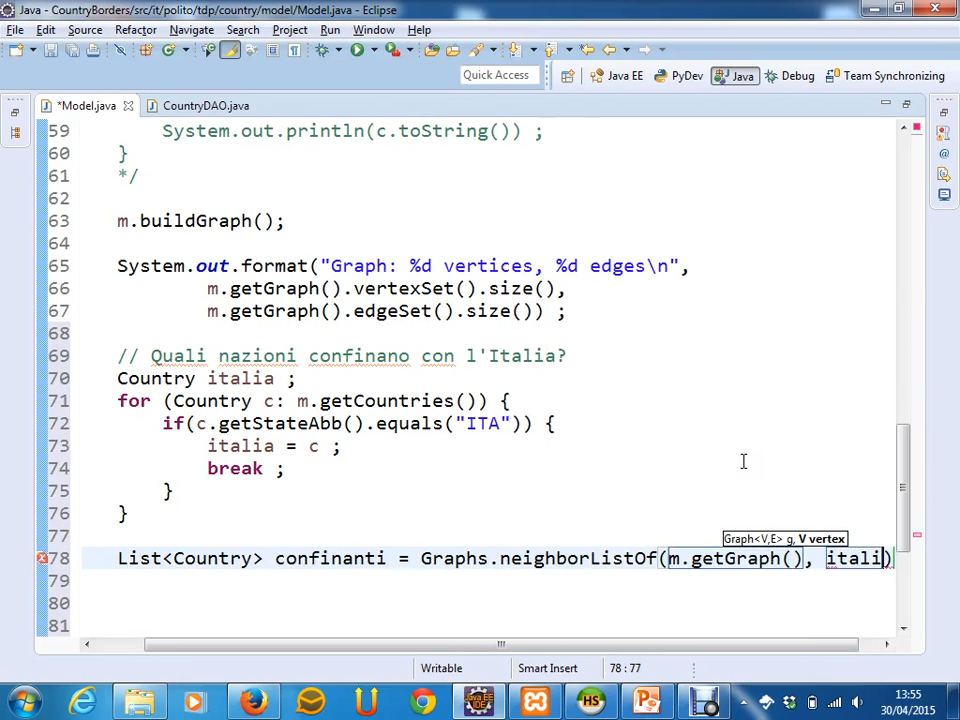 Java - CountryBorders/src/it/polito/tdp/country/model/Model.java - Eclipse
File Edit Source Refactor Navigate Search Project Run Window Help
Quick Access Java EE PyDev Java Debug Team Synchronizing
*Model.java CountryDAO.java
59 System.out.println(c.toString()) ;
60 }
61 */
62
63 m.buildGraph();
64
65 System.out.format("Graph: %d vertices, %d edges\n",
66 m.getGraph().vertexSet().size(),
67 m.getGraph().edgeSet().size()) ;
68
69 // Quali nazioni confinano con l'Italia?
70 Country italia ;
71 for (Country c: m.getCountries()) {
72 if(c.getStateAbb().equals("ITA")) {
73 italia = c ;
74 break ;
75 }
76 }
77
Graph<V,E> g, V vertex
78 List<Country> confinanti = Graphs.neighborListOf(m.getGraph(), itali)
79
80
81
Writable Smart Insert 78 : 77
Java EE IDE HS P
13:55
30/04/2015